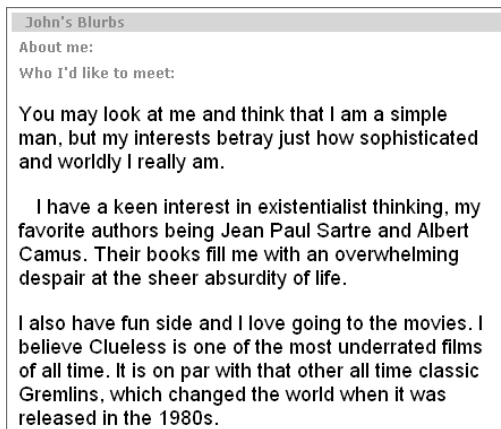 John's Blurbs
About me:
Who I'd like to meet:
You may look at me and think that I am a simple
man, but my interests betray just how sophisticated
and worldly I really am.
I have a keen interest in existentialist thinking, my
favorite authors being Jean Paul Sartre and Albert
Camus. Their books fill me with an overwhelming
despair at the sheer absurdity of life.
I also have fun side and I love going to the movies. I
believe Clueless is one of the most underrated films
of all time. It is on par with that other all time classic
Gremlins, which changed the world when it was
released in the 1980s.